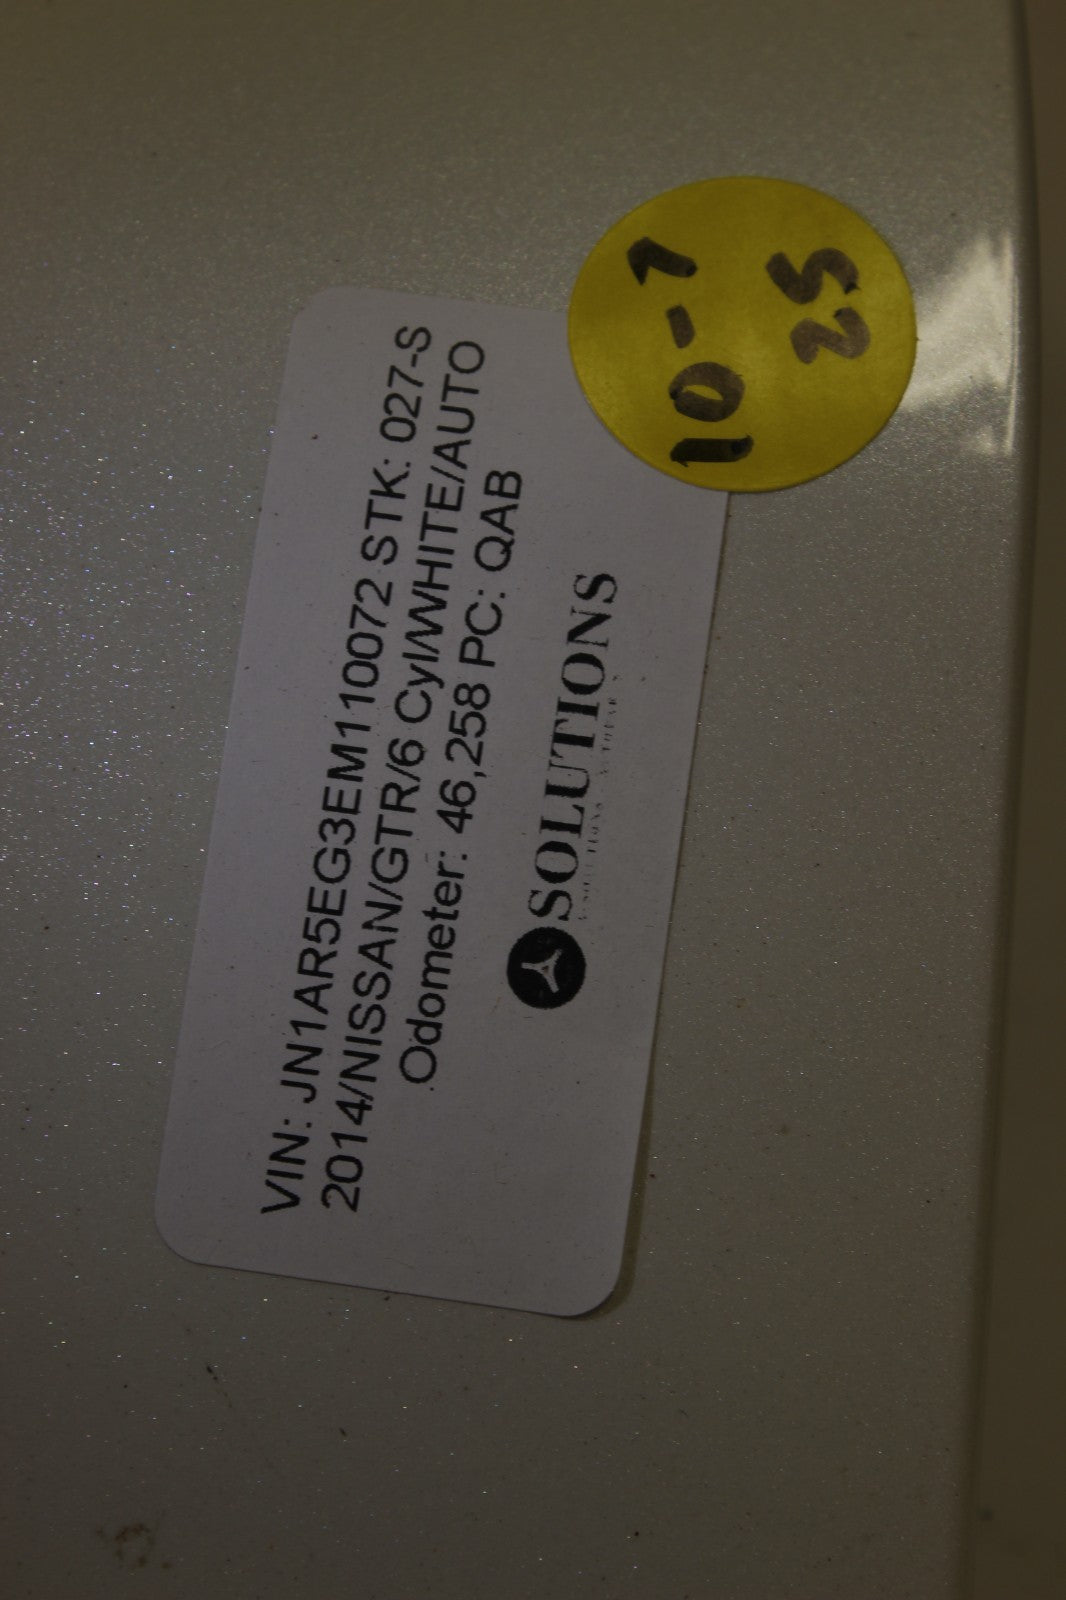 VIN: JN1AR5EG3EM110072 STK: 027-S
2014/NISSAN/GTR/6 Cyl/WHITE/AUTO
Odometer: 46,258 PC: QAB
SOLUTIONS
10-1
25